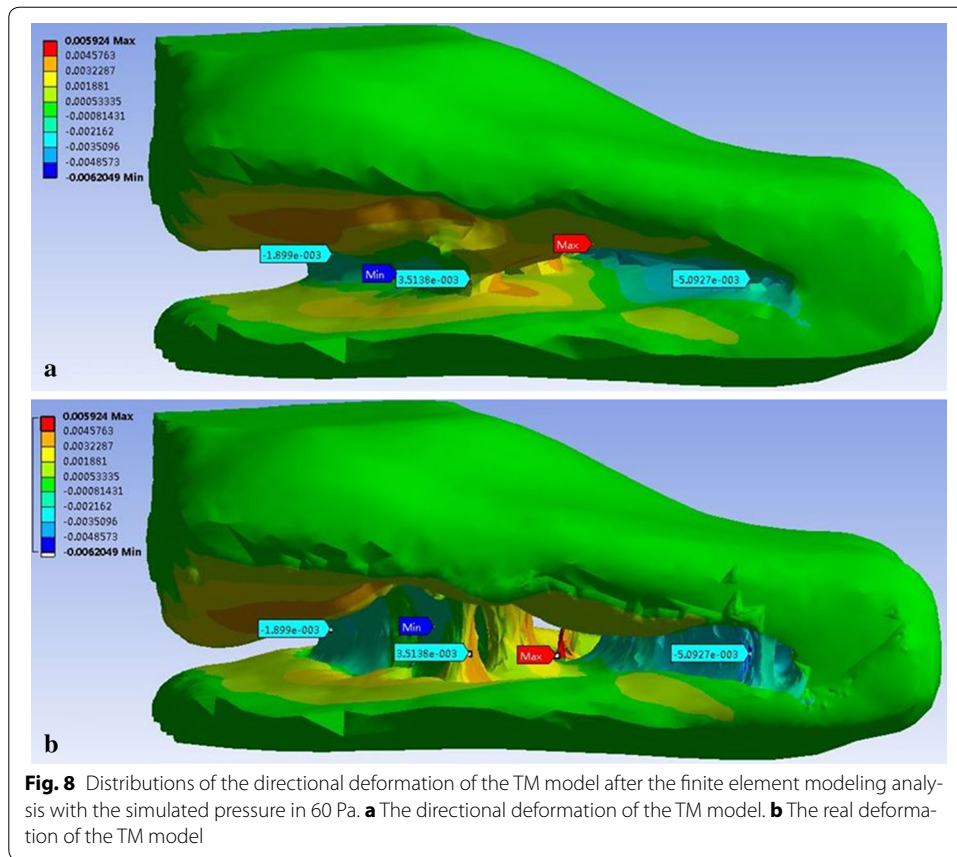 0.005924 Max
0.0045763
0.0032287
0.001881
0.00053335
-0.00081431
-0.002162
-0.0035096
-0.0048573
-0.0062049 Min
-1.899e-003
Min
3.5138e-003
Max
-5.0927e-003
a
0.005924 Max
0.0045763
0.0032287
0.001881
0.00053335
-0.00081431
-0.002162
-0.0035096
-0.0048573
-0.0062049 Min
-1.899e-003
Min
3.5138e-003
Max
-5.0927e-003
b
Fig. 8 Distributions of the directional deformation of the TM model after the finite element modeling analy-
sis with the simulated pressure in 60 Pa. a The directional deformation of the TM model. b The real deforma-
tion of the TM model